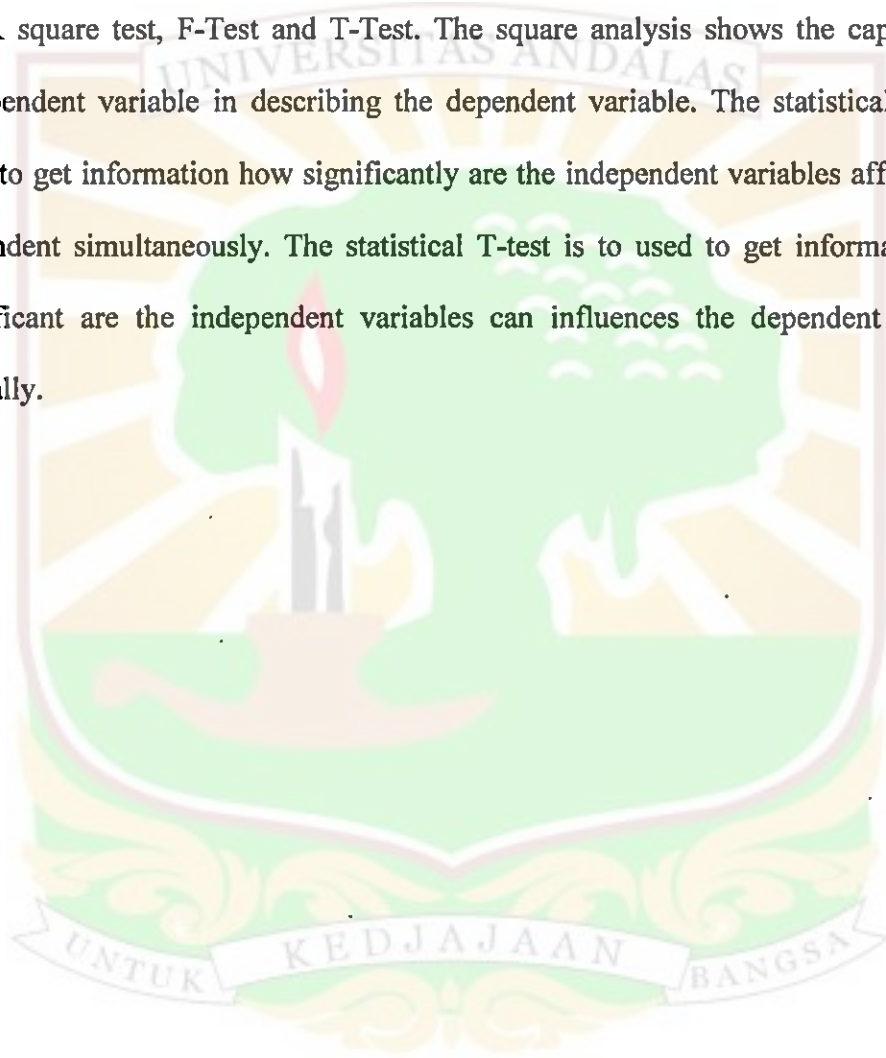 square test, F-Test and T-Test. The square analysis shows the cap
UNIVERSITAS ANDALAS
endent variable in describing the dependent variable. The statistical
to get information how significantly are the independent variables aff
ndent simultaneously. The statistical T-test is to used to get informa
ficant are the independent variables can influences the dependent
ally.
UNTUK KEDJAJAAN BANGSA